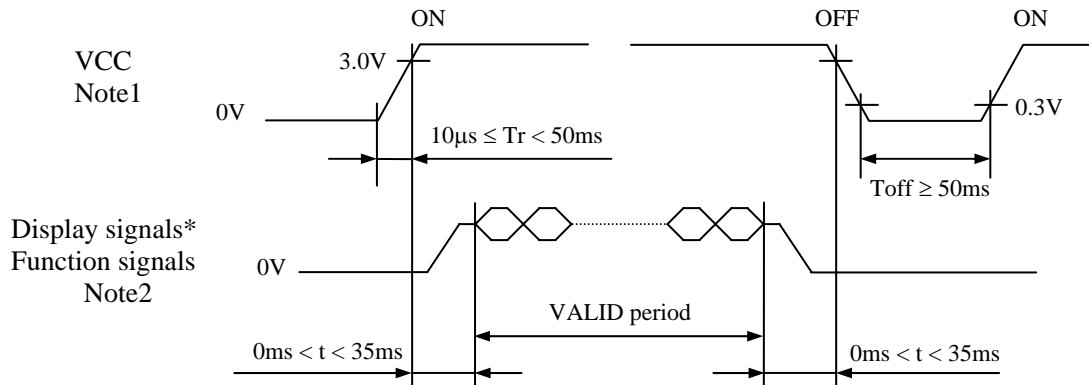 ON OFF ON
VCC
Note1
3.0V
0V
0.3V
10μs ≤ Tr < 50ms
Toff ≥ 50ms
Display signals*
Function signals
Note2
0V
VALID period
0ms < t < 35ms
0ms < t < 35ms